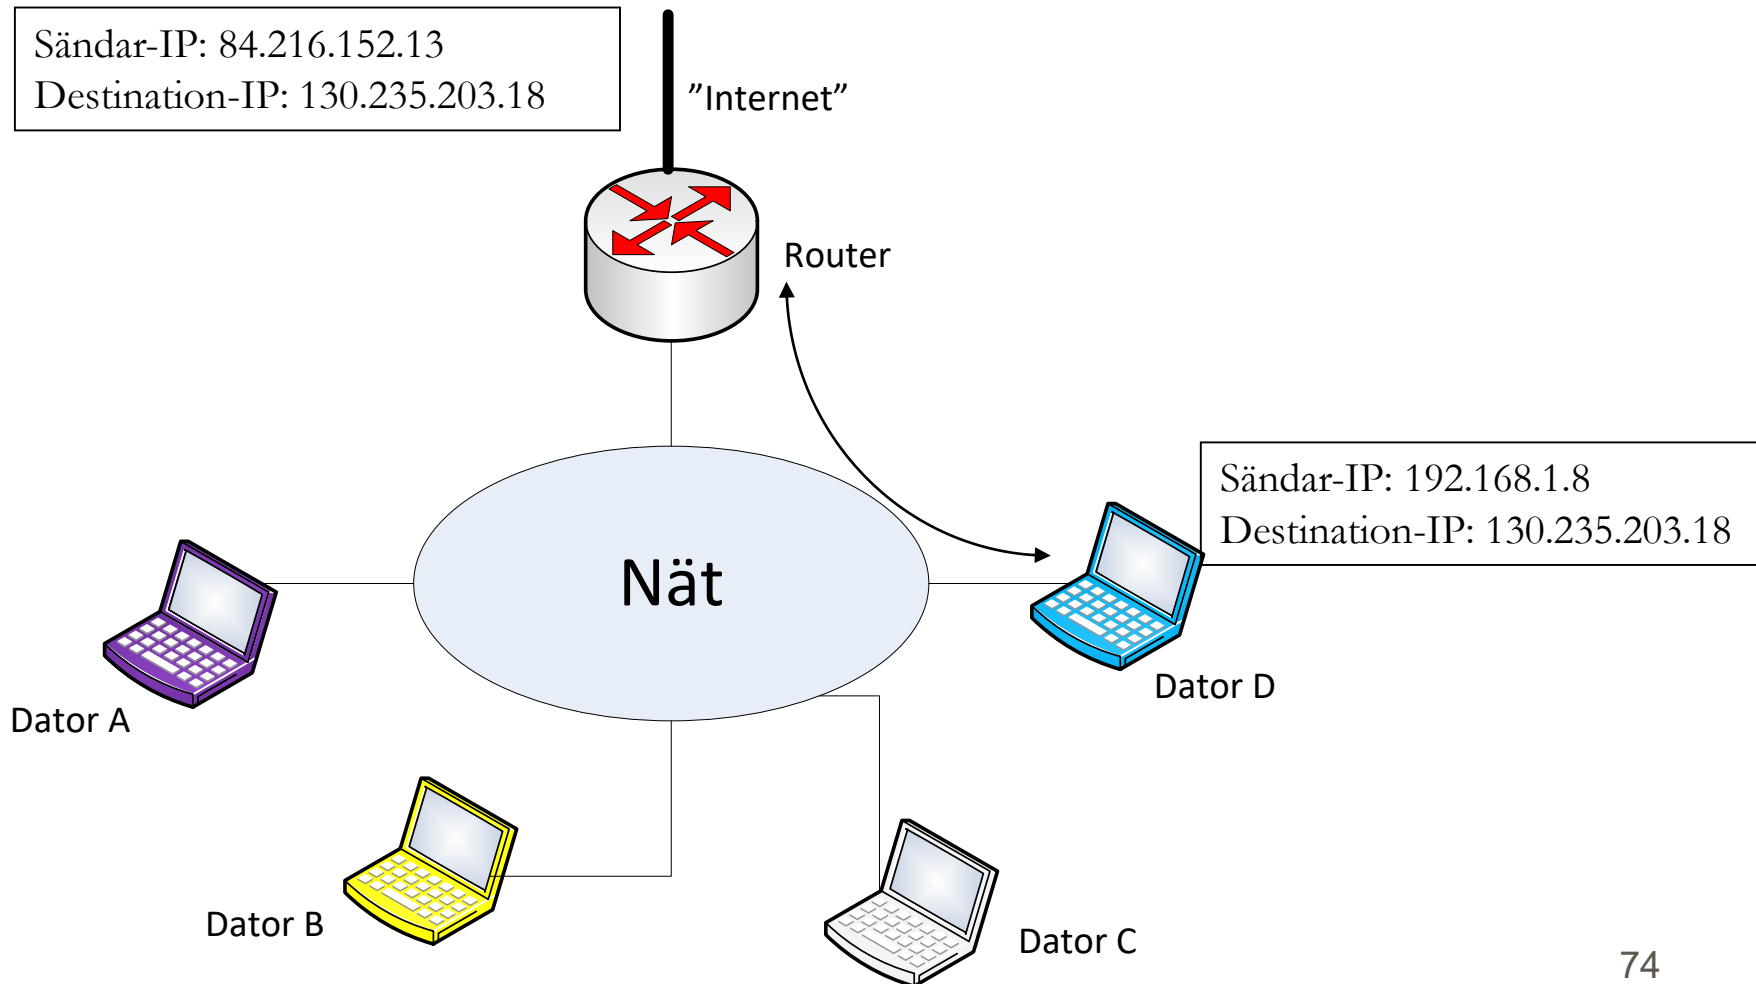 Sändar-IP: 84.216.152.13
Destination-IP: 130.235.203.18
”Internet”
Router
Sändar-IP: 192.168.1.8
Destination-IP: 130.235.203.18
Nät
Dator D
Dator A
Dator B
Dator C
74